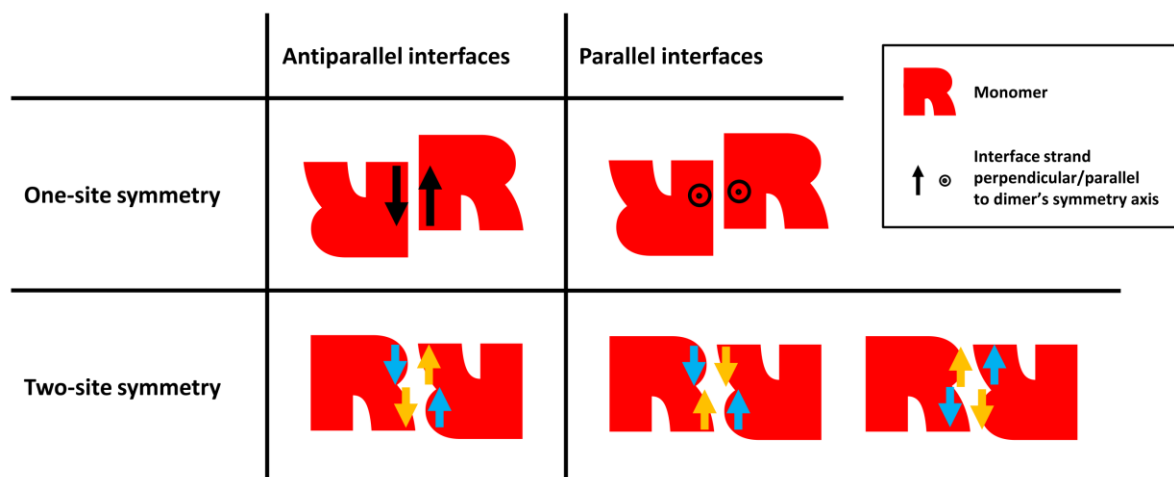 Antiparallel interfaces
Parallel interfaces
Monomer
Interface strand
perpendicular/parallel
to dimer's symmetry axis
One-site symmetry
Two-site symmetry